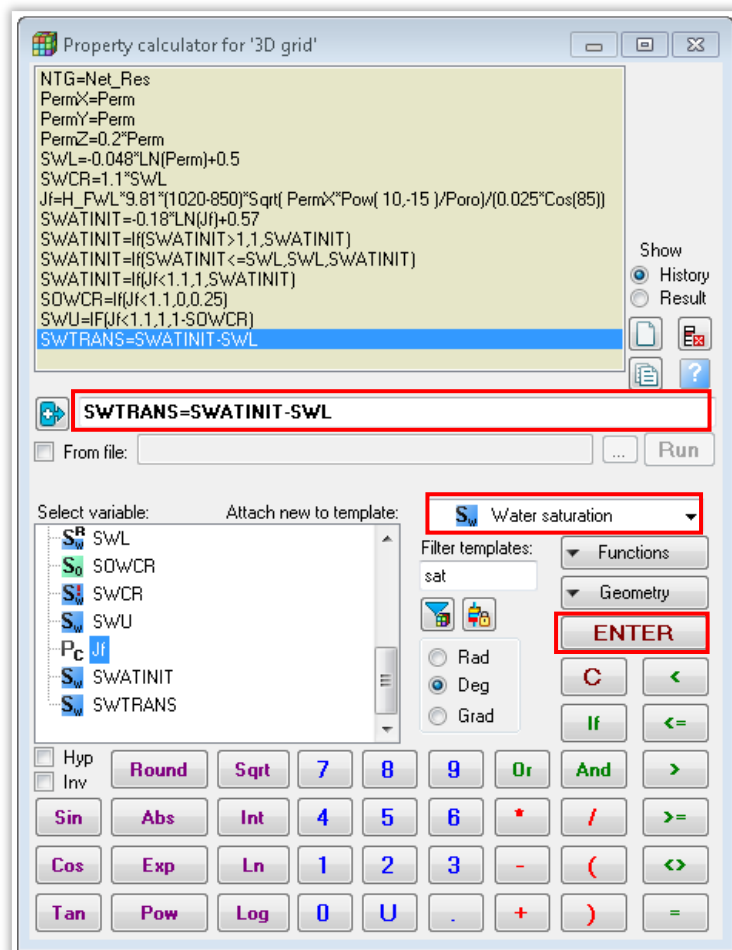 Property calculator for '3D grid'
NTG=Net_Res
PermX=Perm
PermY=Perm
PermZ=0.2*Perm
SWL=-0.048*LN(Perm)+0.5
SWCR=1.1*SWL
Jf=H_FWL*9.81*(1020-850)*Sqrt( PermX*Pow( 10,-15 )/Poro)/(0.025*Cos(85))
SWATINIT=-0.18*LN(Jf)+0.57
SWATINIT=If(SWATINIT>1,1,SWATINIT)
SWATINIT=If(SWATINIT<=SWL,SWL,SWATINIT)
SWATINIT=If(Jf<1.1,1,SWATINIT)
SOWCR=If(Jf<1.1,0,0.25)
SWU=IF(Jf<1.1,1,1-SOWCR)
SWTRANS=SWATINIT-SWL
Show
History
Result
?
SWTRANS=SWATINIT-SWL
From file: ... Run
Select variable: Attach new to template: Sw Water saturation
SWL
SOWCR
SWCR
SWU
Pc Jf
SWATINIT
SWTRANS
Filter templates:
sat
Functions
Geometry
ENTER
Rad
Deg
Grad
C <
If <=
Hyp
Inv
Round Sqrt 7 8 9 Or And >
Sin Abs Int 4 5 6 * / >=
Cos Exp Ln 1 2 3 - ( <>
Tan Pow Log 0 U . + ) =